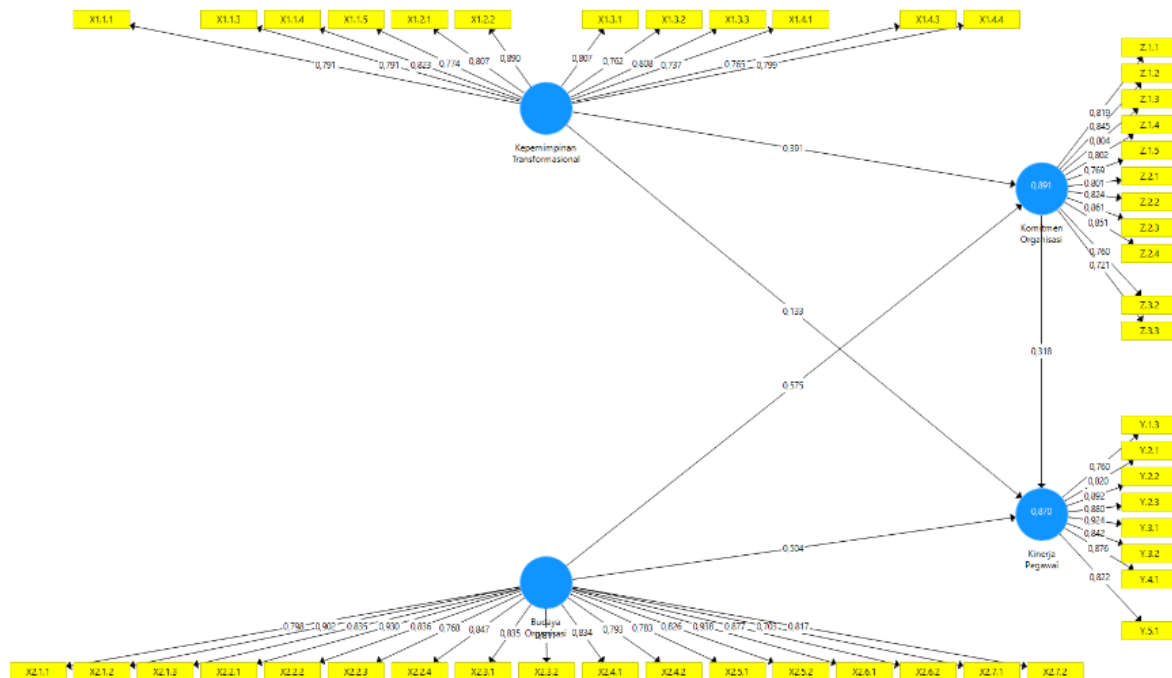 X1.1.1 X1.1.3 X1.1.4 X1.1.5 X1.2.1 X1.2.2 X1.3.1 X1.3.2 X1.3.3 X1.4.1 X1.4.3 X1.4.4
0,791 0,791 0,823 0,774 0,807 0,890 0,807 0,762 0,808 0,737 0,765 0,799
Kepemimpinan
Transformasional
Z.1.1
Z.1.2
Z.1.3
Z.1.4
Z.1.5
Z.2.1
Z.2.2
Z.2.3
Z.2.4
Z.3.2
Z.3.3
0,819
0,845
0,804
0,802
0,769
0,801
0,824
0,861
0,851
0,760
0,721
0,391
0,891
Komitmen
Organisasi
0,133
0,575
0,318
Y.1.3
Y.2.1
Y.2.2
Y.2.3
Y.3.1
Y.3.2
Y.4.1
Y.5.1
0,760
0,820
0,892
0,880
0,924
0,842
0,876
0,822
0,870
Kinerja
Pegawai
0,504
Budaya
Organisasi
0,798 0,902 0,835 0,930 0,836 0,768 0,847 0,835 0,834 0,793 0,783 0,826 0,938 0,877 0,703 0,817
X2.1.1 X2.1.2 X2.1.3 X2.2.1 X2.2.2 X2.2.3 X2.2.4 X2.3.1 X2.3.2 X2.4.1 X2.4.2 X2.5.1 X2.5.2 X2.6.1 X2.6.2 X2.7.1 X2.7.2